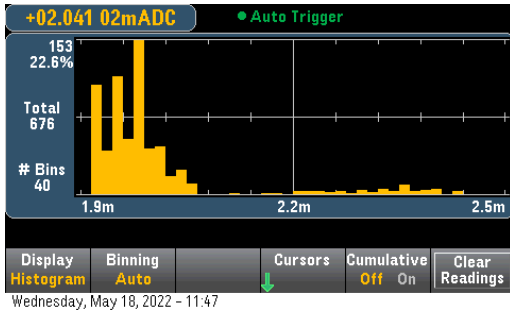 +02.041 02mADC
Auto Trigger
153
22.6%
Total
676
# Bins
40
1.9m 2.2m 2.5m
Display Binning Cursors Cumulative Clear
Histogram Auto Off On Readings
Wednesday, May 18, 2022 - 11:47